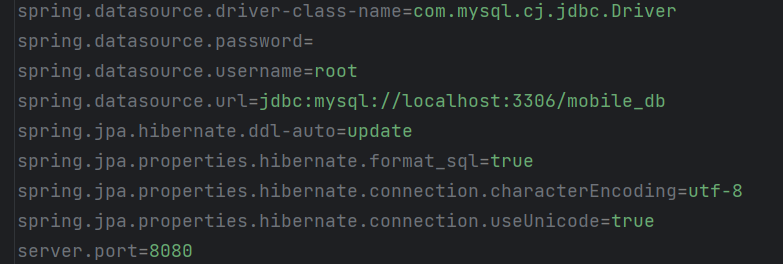 spring.datasource.driver-class-name=com.mysql.cj.jdbc.Driver
spring.datasource.password=
spring.datasource.username=root
spring.datasource.url=jdbc:mysql://localhost:3306/mobile_db
spring.jpa.hibernate.ddl-auto=update
spring.jpa.properties.hibernate.format_sql=true
spring.jpa.properties.hibernate.connection.characterEncoding=utf-8
spring.jpa.properties.hibernate.connection.useUnicode=true
server.port=8080